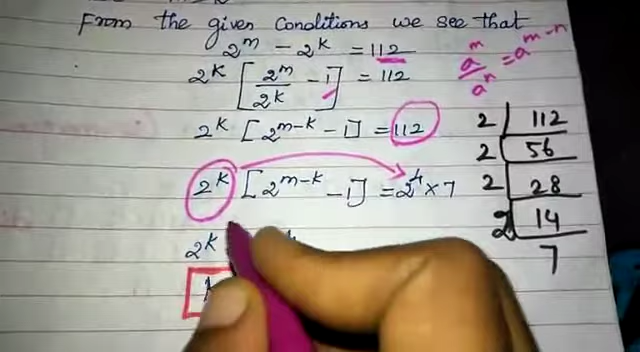 From the given Conditions we see that
2^m - 2^k = 112
2^k [2^m/2^k - 1] = 112
a^m/a^n = a^m-n
2^k [2^m-k - 1] = 112
2^k [2^m-k - 1] = 2^4 × 7
2^k
2 | 112
2 | 56
2 | 28
2 | 14
7